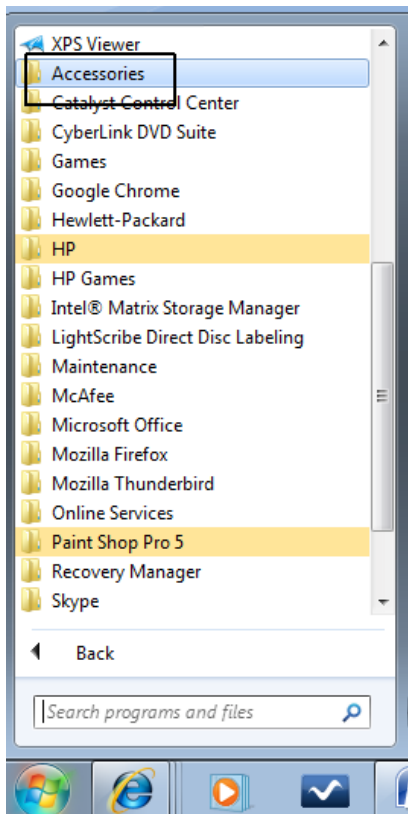 XPS Viewer
Accessories
Catalyst Control Center
CyberLink DVD Suite
Games
Google Chrome
Hewlett-Packard
HP
HP Games
Intel® Matrix Storage Manager
LightScribe Direct Disc Labeling
Maintenance
McAfee
Microsoft Office
Mozilla Firefox
Mozilla Thunderbird
Online Services
Paint Shop Pro 5
Recovery Manager
Skype
Back
Search programs and files